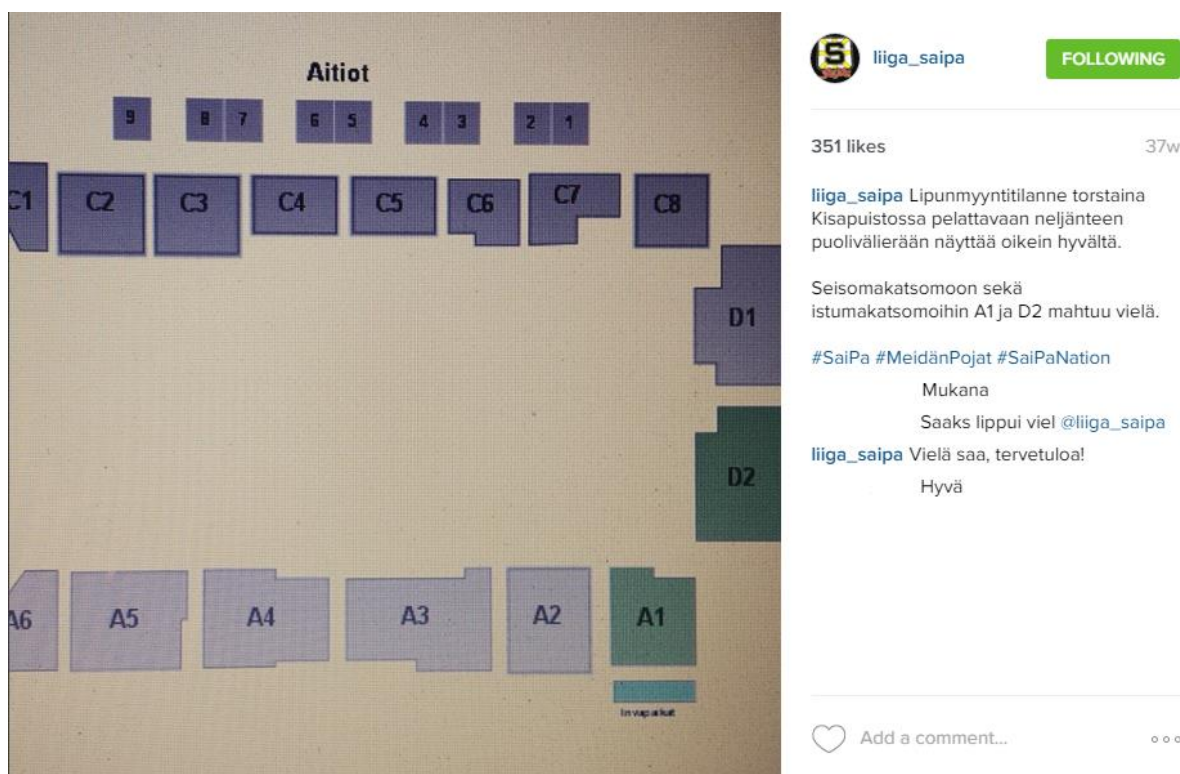 Aitiot
9 8 7 6 5 4 3 2 1
C1 C2 C3 C4 C5 C6 C7 C8
D1
D2
A6 A5 A4 A3 A2 A1
Invapaikat
S
liiga_saipa
FOLLOWING
351 likes 37w
liiga_saipa Lipunmyyntitilanne torstaina
Kisapuistossa pelattavaan neljänteen
puolivälierään näyttää oikein hyvältä.
Seisomakatsomoon sekä
istumakatsomoihin A1 ja D2 mahtuu vielä.
#SaiPa #MeidänPojat #SaiPaNation
Mukana
Saaks lippui viel @liiga_saipa
liiga_saipa Vielä saa, tervetuloa!
Hyvä
Add a comment...